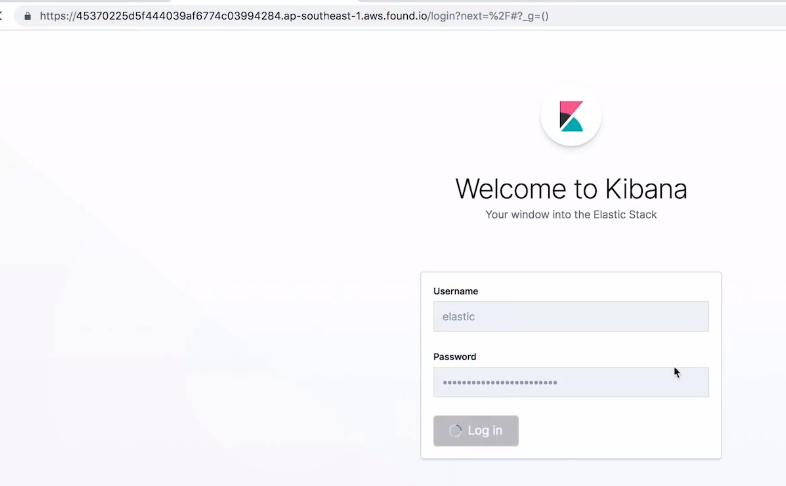 https://45370225d5f444039af6774c03994284.ap-southeast-1.aws.found.io/login?next=%2F#?_g=()
Welcome to Kibana
Your window into the Elastic Stack
Username
elastic
Password
••••••••••••••••••••••••
Log in